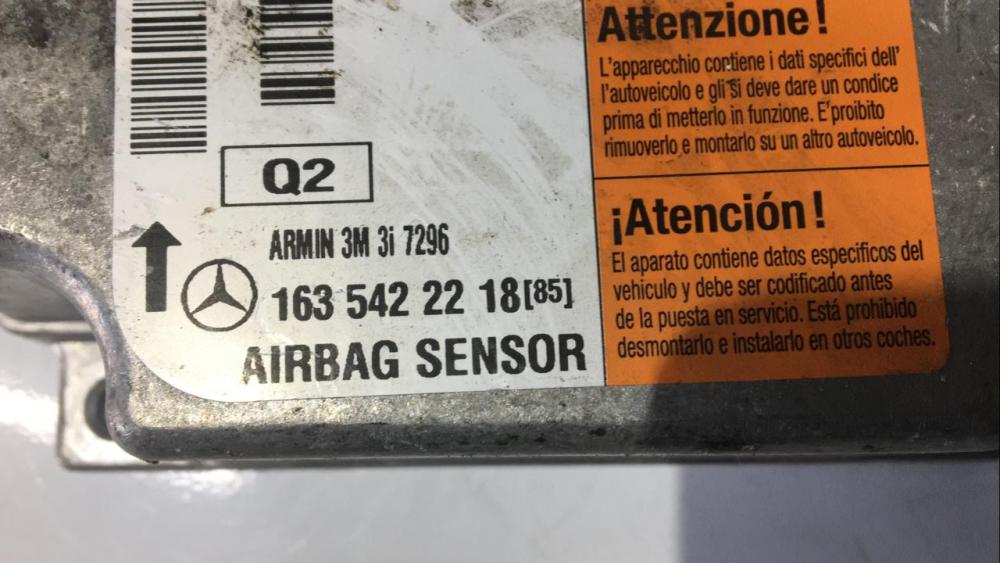 Q2
ARMIN 3M 3i 7296
163 542 22 18[85]
AIRBAG SENSOR
Attenzione!
L'apparecchio contiene i dati specifici dell'
l'autoveicolo e gli si deve dare un condice
prima di metterlo in funzione. E'proibito
rimuoverlo e montarlo su un altro autoveicolo.
¡Atención!
El aparato contiene datos especificos del
vehiculo y debe ser codificado antes
de la puesta en servicio. Está prohibido
desmontarlo e instalarlo en otros coches.